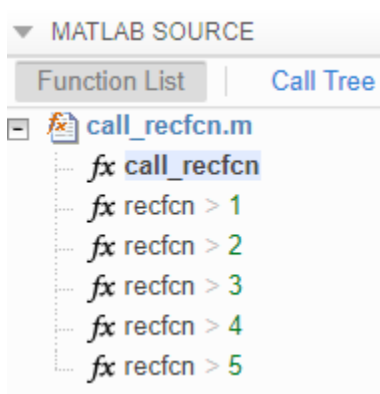 MATLAB SOURCE
Function List Call Tree
call_recfcn.m
fx call_recfcn
fx recfcn > 1
fx recfcn > 2
fx recfcn > 3
fx recfcn > 4
fx recfcn > 5